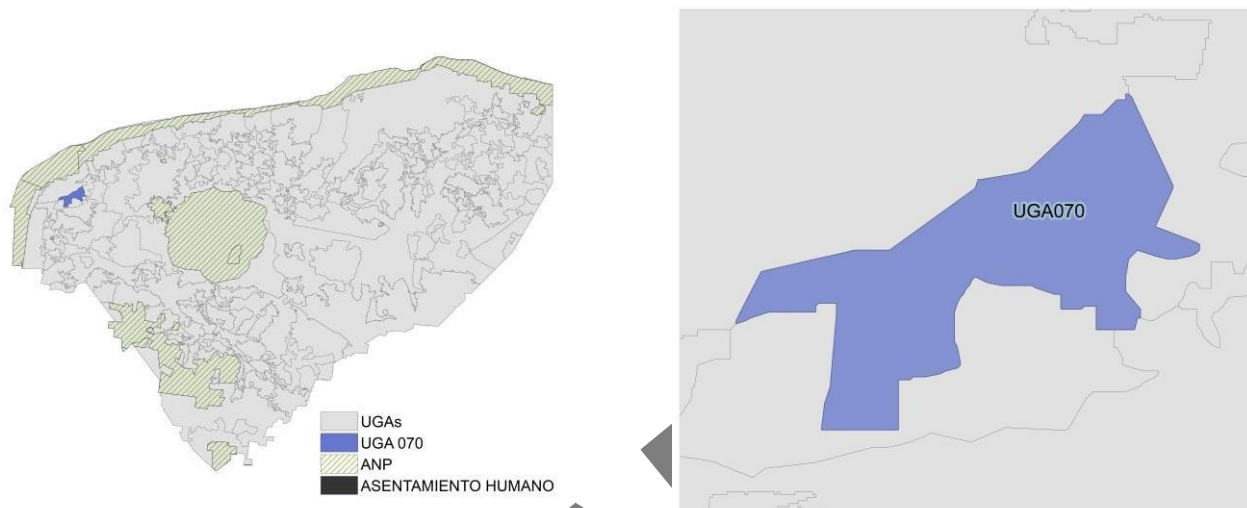 UGAs
UGA 070
ANP
ASENTAMIENTO HUMANO
UGA070